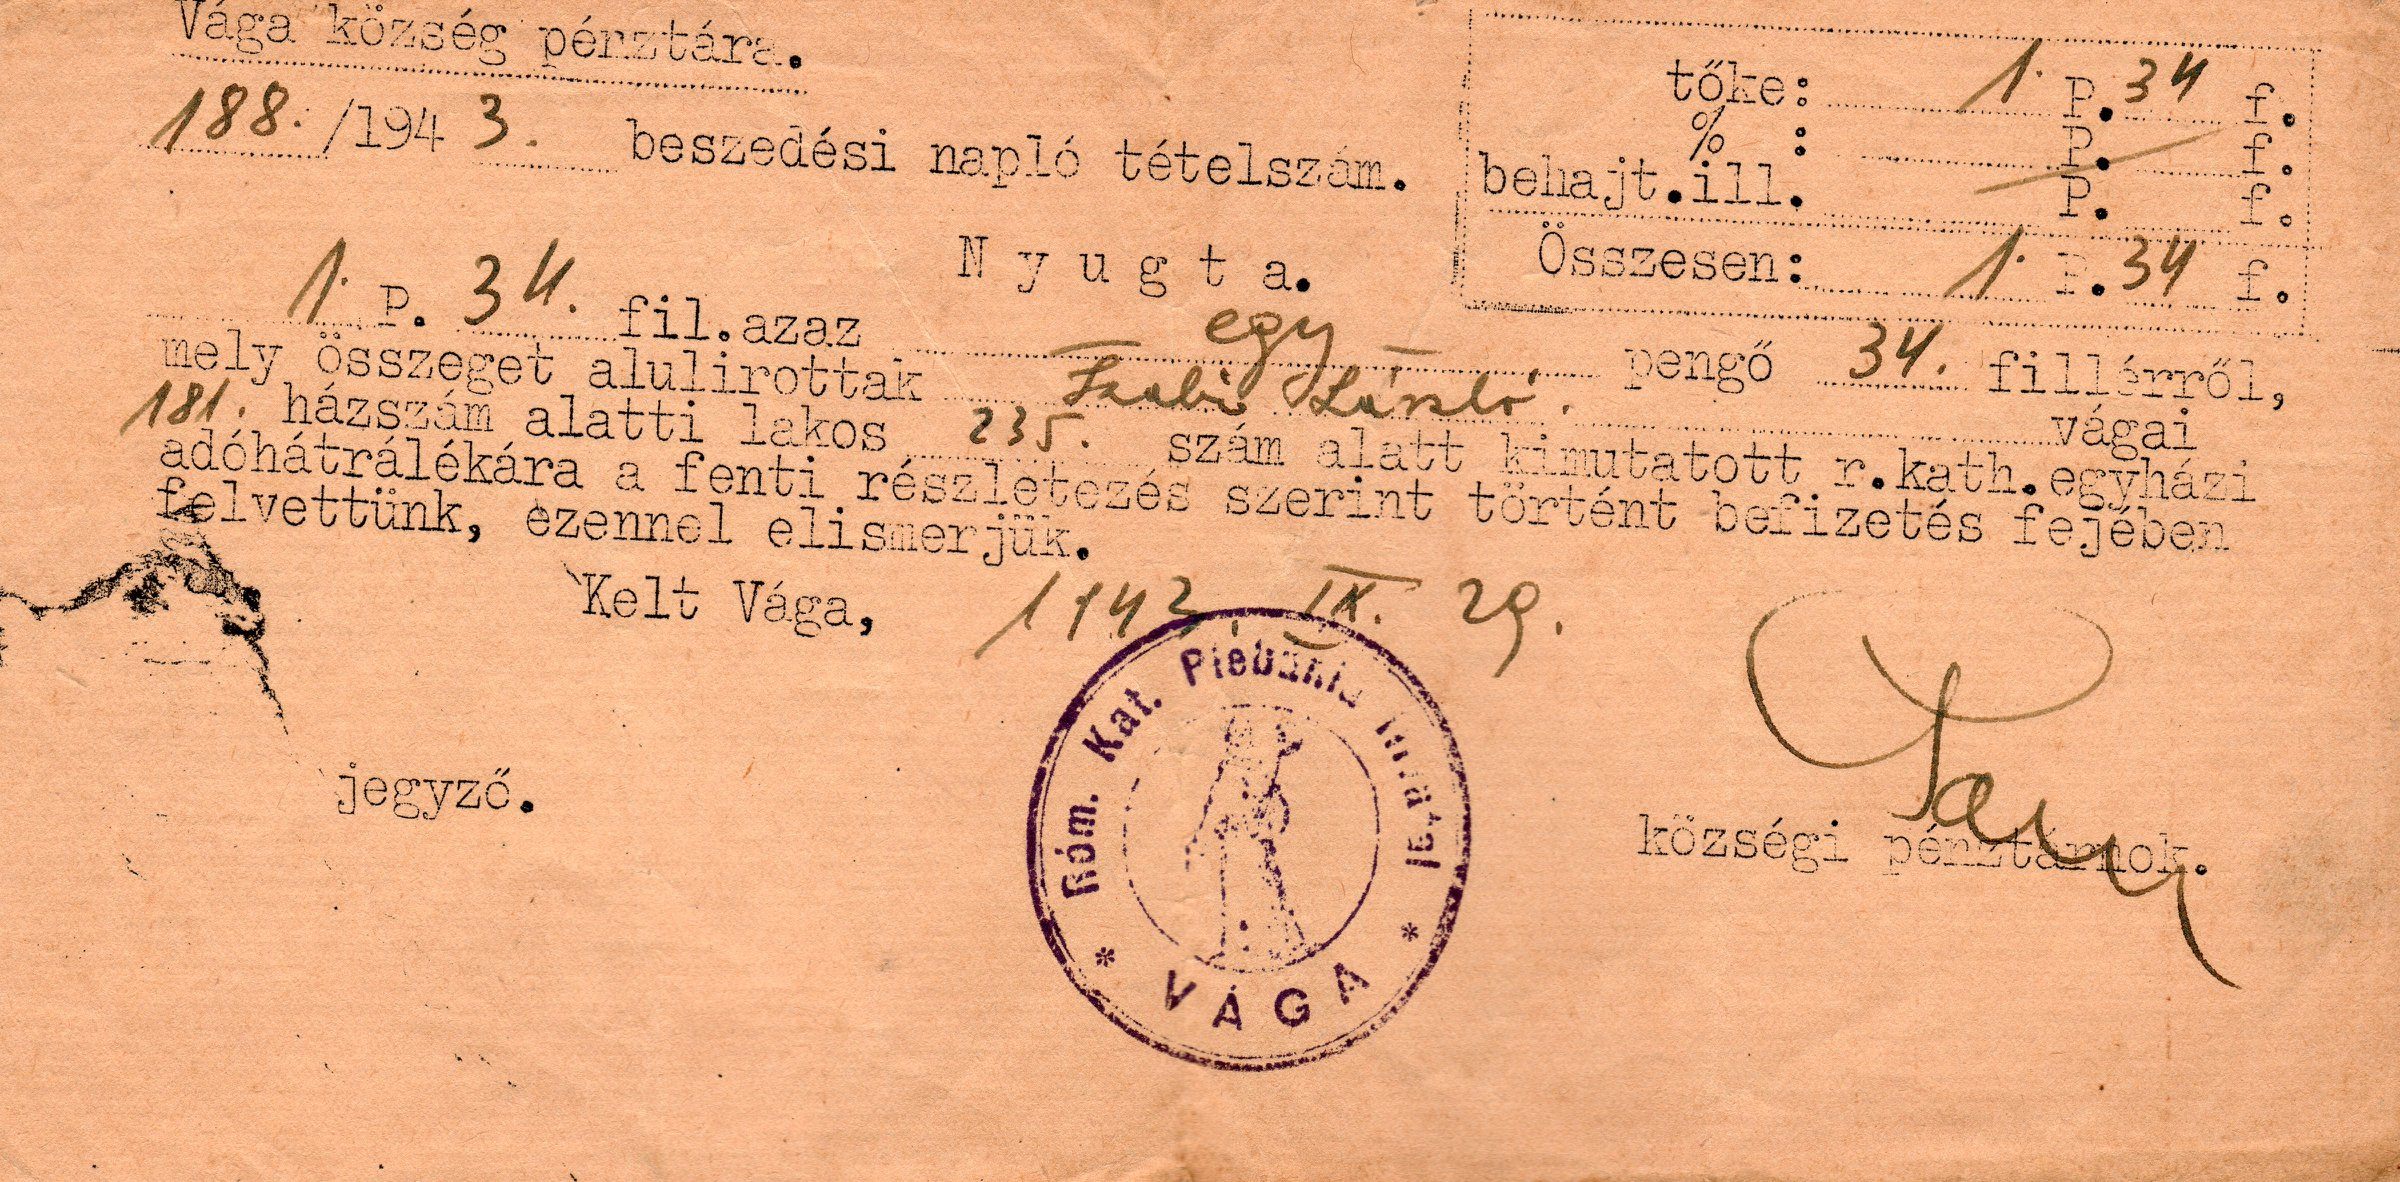 Vága község pénztára.
188. /1943. beszedési napló tételszám.
tőke: 1. P. 34 f.
% : P. f.
behajt.ill. P. f.
Összesen: 1. P. 34 f.
Nyugta.
1. P. 34. fil.azaz egy pengő 34. fillérről,
mely összeget alulirottak Szabó László. vágai
181. házszám alatti lakos 235. szám alatt kimutatott r.kath.egyházi
adóhátrálékára a fenti részletezés szerint történt befizetés fejében
felvettünk, ezennel elismerjük.
Kelt Vága, 1943. IX. 29.
Róm. Kat. Plebánia Hivatal
* VÁGA *
jegyző.
községi pénztárnok.